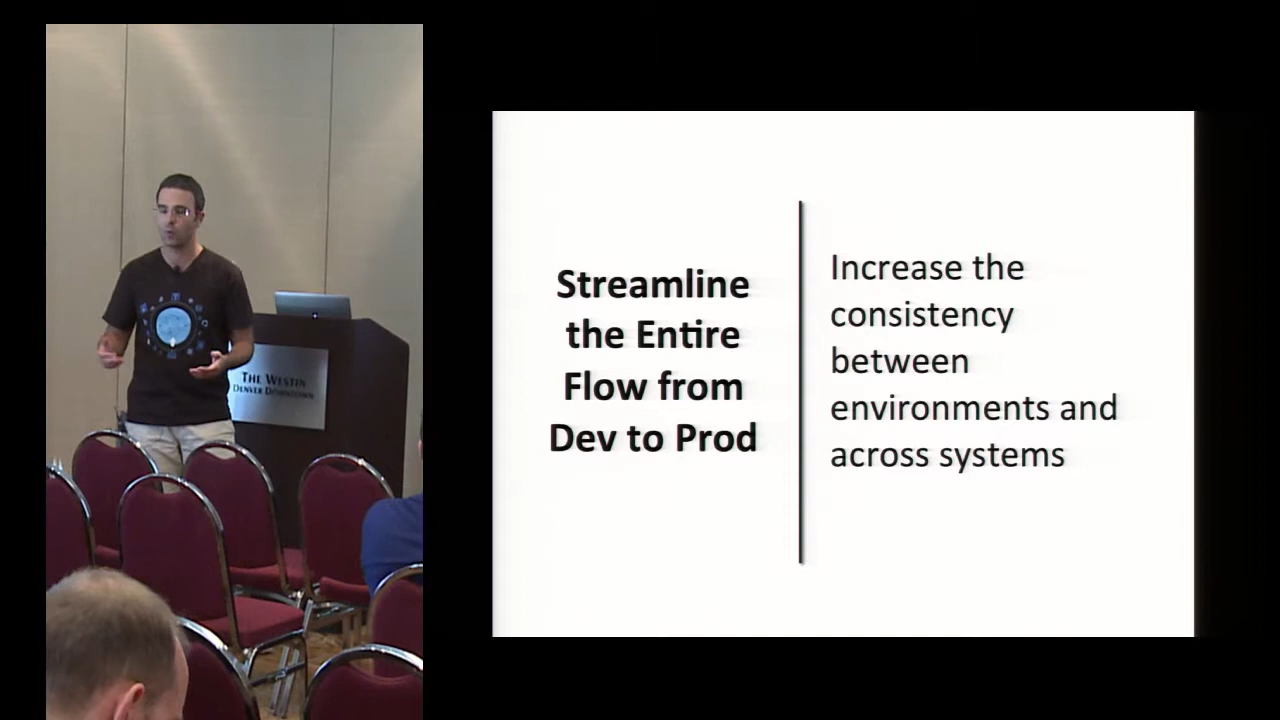 THE WESTIN
DENVER DOWNTOWN
Streamline
the Entire
Flow from
Dev to Prod
Increase the
consistency
between
environments and
across systems